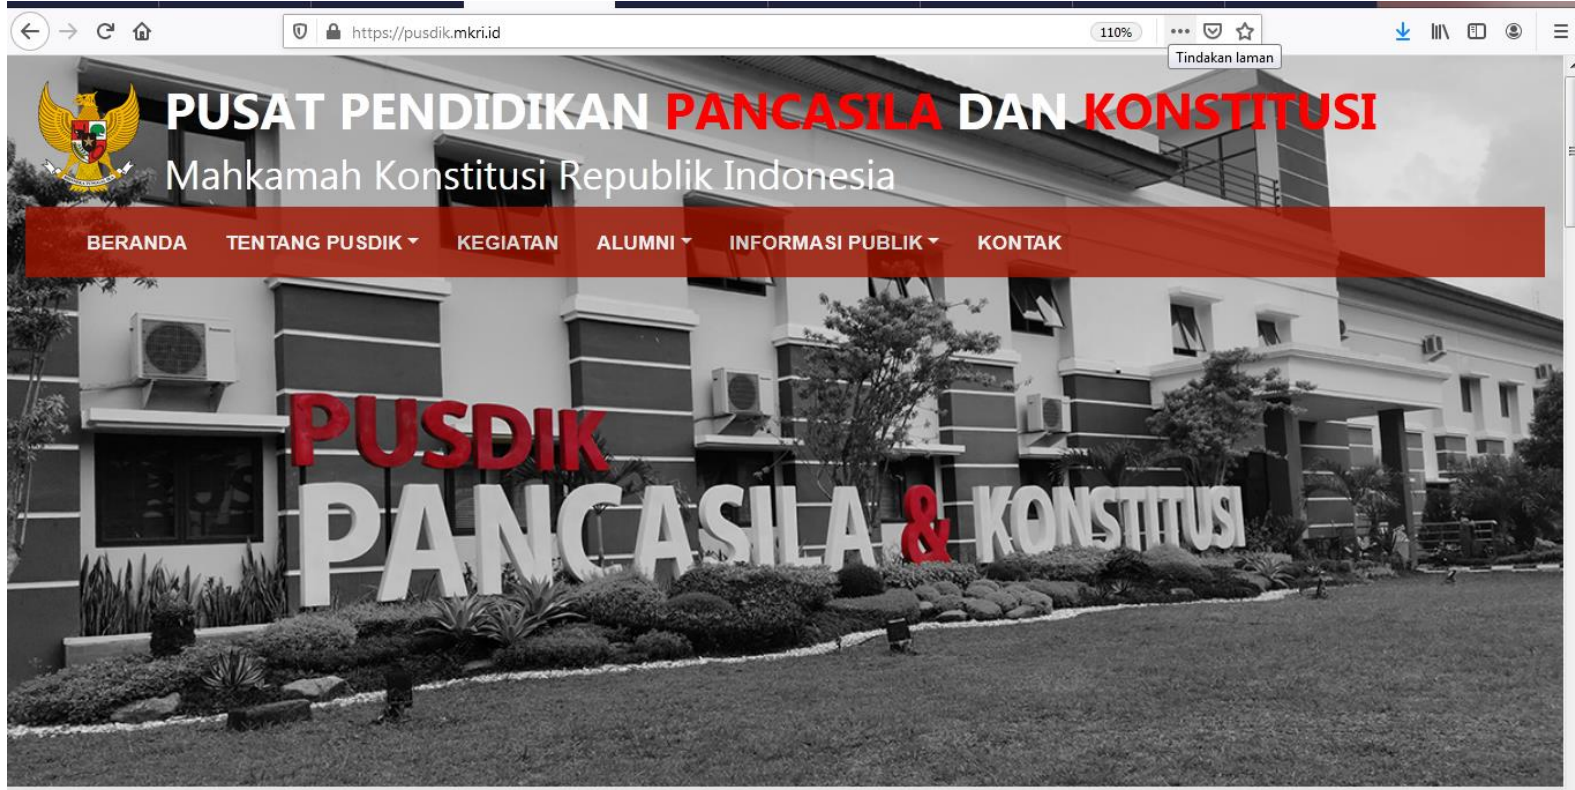 https://pusdik.mkri.id
110%
Tindakan laman
PUSAT PENDIDIKAN PANCASILA DAN KONSTITUSI
Mahkamah Konstitusi Republik Indonesia
BERANDA TENTANG PUSDIK KEGIATAN ALUMNI INFORMASI PUBLIK KONTAK
PUSDIK
PANCASILA & KONSTITUSI